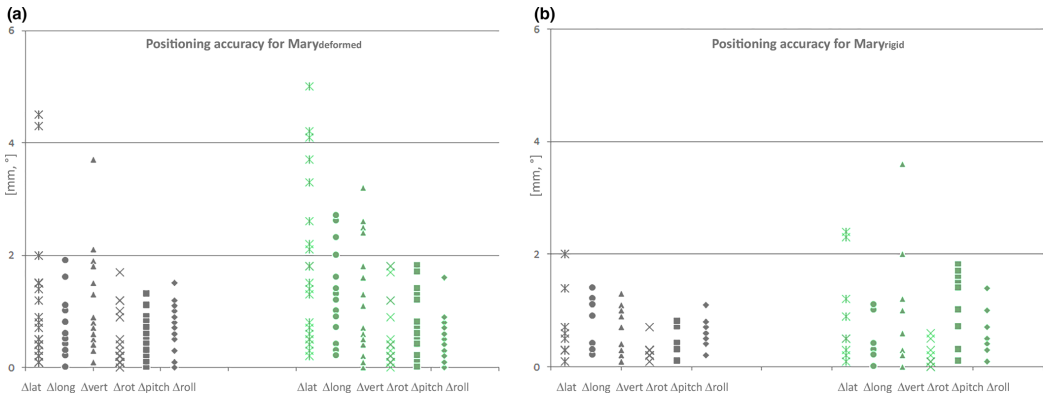 (a)
Positioning accuracy for Marydeformed
6
4
2
0
[mm, °]
Δlat Δlong Δvert Δrot Δpitch Δroll
Δlat Δlong Δvert Δrot Δpitch Δroll
(b)
Positioning accuracy for Maryrigid
6
4
2
0
[mm, °]
Δlat Δlong Δvert Δrot Δpitch Δroll
Δlat Δlong Δvert Δrot Δpitch Δroll